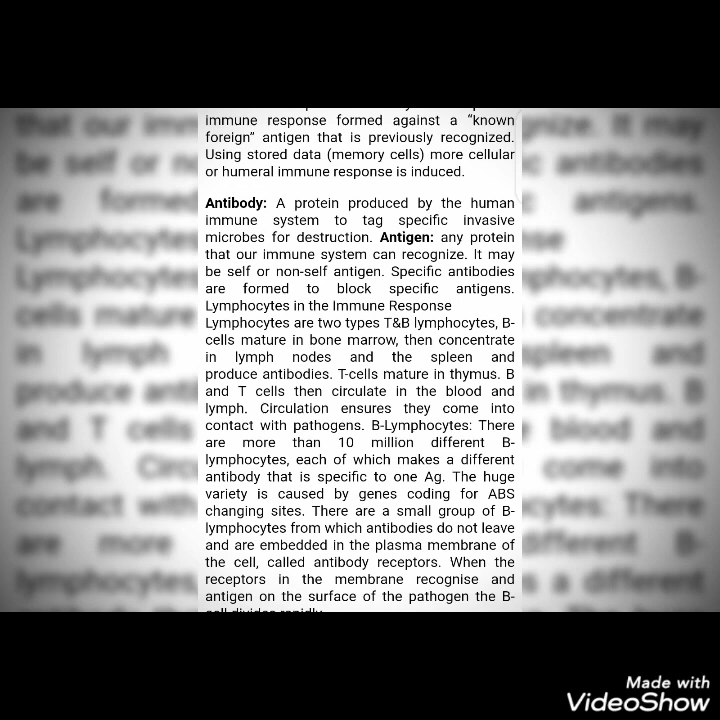 immune response formed against a “known
foreign” antigen that is previously recognized.
Using stored data (memory cells) more cellular
or humeral immune response is induced.
Antibody: A protein produced by the human
immune system to tag specific invasive
microbes for destruction. Antigen: any protein
that our immune system can recognize. It may
be self or non-self antigen. Specific antibodies
are formed to block specific antigens.
Lymphocytes in the Immune Response
Lymphocytes are two types T&B lymphocytes, B-
cells mature in bone marrow, then concentrate
in lymph nodes and the spleen and
produce antibodies. T-cells mature in thymus. B
and T cells then circulate in the blood and
lymph. Circulation ensures they come into
contact with pathogens. B-Lymphocytes: There
are more than 10 million different B-
lymphocytes, each of which makes a different
antibody that is specific to one Ag. The huge
variety is caused by genes coding for ABS
changing sites. There are a small group of B-
lymphocytes from which antibodies do not leave
and are embedded in the plasma membrane of
the cell, called antibody receptors. When the
receptors in the membrane recognise and
antigen on the surface of the pathogen the B-
cell divides rapidly
Made with
VideoShow